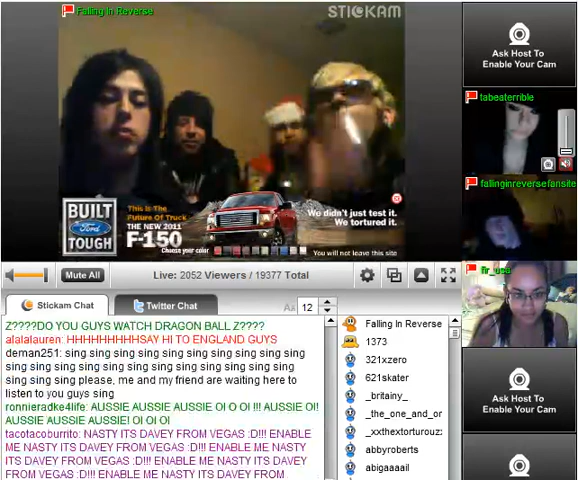 Falling In Reverse
STICKAM
Ask Host To
Enable Your Cam
tabeaterrible
fallinginreversefansite
BUILT
Ford
TOUGH
This Is The
Future Of Truck
THE NEW 2011
F-150
Choose your color
We didn't just test it.
We tortured it.
You will not leave this site
Mute All
Live: 2052 Viewers / 19377 Total
fir_usa
Stickam Chat
Twitter Chat
Aa 12
Z????DO YOU GUYS WATCH DRAGON BALL Z????
alalalauren: HHHHHHHHHSAY HI TO ENGLAND GUYS
deman251: sing sing sing sing sing sing sing sing sing
sing sing sing sing sing sing sing sing sing sing sing
sing sing sing please, me and my friend are waiting here to
listen to you guys sing
ronnieradke4life: AUSSIE AUSSIE AUSSIE OI O OI !!! AUSSIE OI!
AUSSIE AUSSIE AUSSIE! OI OI OI
tacotacoburrito: NASTY ITS DAVEY FROM VEGAS :D!!! ENABLE
ME NASTY ITS DAVEY FROM VEGAS :D!!! ENABLE ME NASTY
ITS DAVEY FROM VEGAS :D!!! ENABLE ME NASTY ITS DAVEY
FROM VEGAS :D!!! ENABLE ME NASTY ITS DAVEY FROM
Falling In Reverse
1373
321xzero
621skater
_britainy_
_the_one_and_or
_xxthextorturouxz
abbyroberts
abigaaaail
Ask Host To
Enable Your Cam